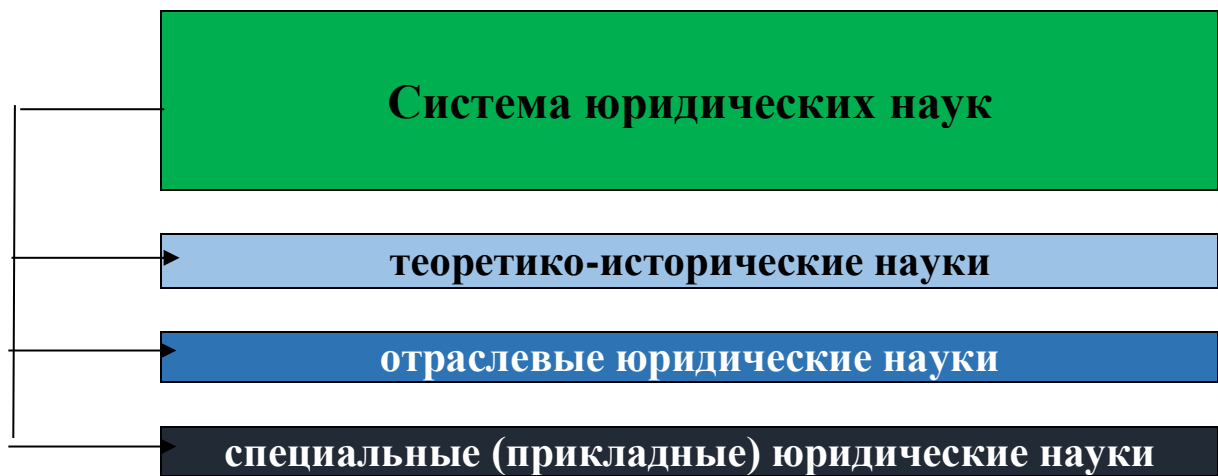 Система юридических наук
теоретико-исторические науки
отраслевые юридические науки
специальные (прикладные) юридические науки